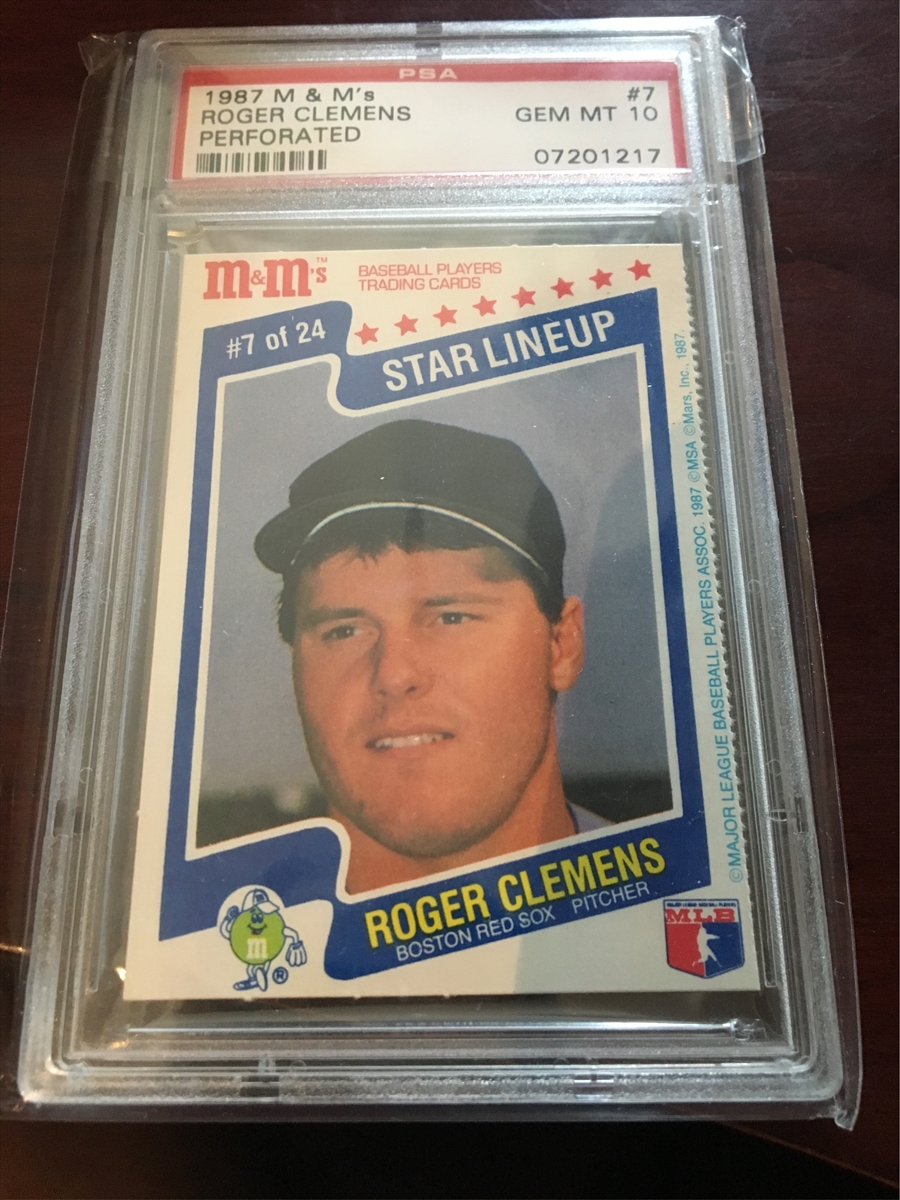 PSA
1987 M & M's #7
ROGER CLEMENS GEM MT 10
PERFORATED
07201217
m&m's™ BASEBALL PLAYERS
TRADING CARDS
#7 of 24
STAR LINEUP
ROGER CLEMENS
BOSTON RED SOX PITCHER
m
®
MLB
©MAJOR LEAGUE BASEBALL PLAYERS ASSOC. 1987 ©MSA ©Mars, Inc., 1987.